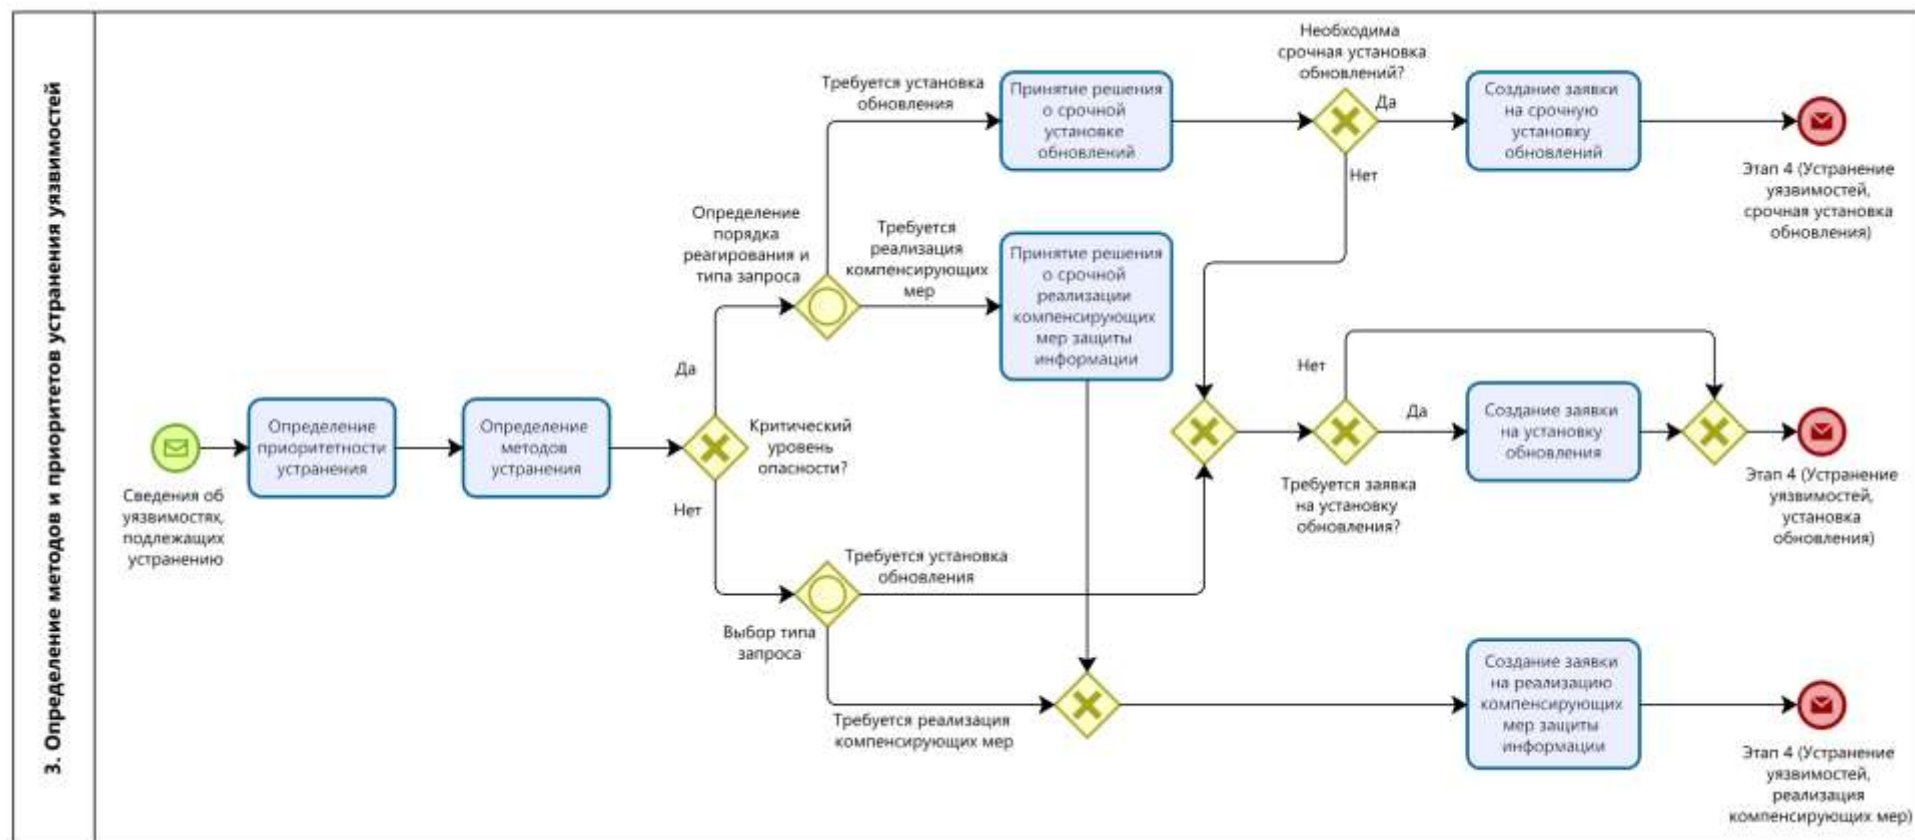 3. Определение методов и приоритетов устранения уязвимостей
Сведения об
уязвимостях,
подлежащих
устранению
Определение
приоритетности
устранения
Определение
методов
устранения
Критический
уровень
опасности?
Да
Нет
Определение
порядка
реагирования и
типа запроса
Требуется установка
обновления
Требуется
реализация
компенсирующих
мер
Принятие решения
о срочной
установке
обновлений
Принятие решения
о срочной
реализации
компенсирующих
мер защиты
информации
Необходима
срочная установка
обновлений?
Да
Нет
Создание заявки
на срочную
установку
обновлений
Этап 4 (Устранение
уязвимостей,
срочная установка
обновления)
Выбор типа
запроса
Требуется установка
обновления
Требуется реализация
компенсирующих мер
Требуется заявка
на установку
обновления?
Нет
Да
Создание заявки
на установку
обновления
Этап 4 (Устранение
уязвимостей,
установка
обновления)
Создание заявки
на реализацию
компенсирующих
мер защиты
информации
Этап 4 (Устранение
уязвимостей,
реализация
компенсирующих мер)